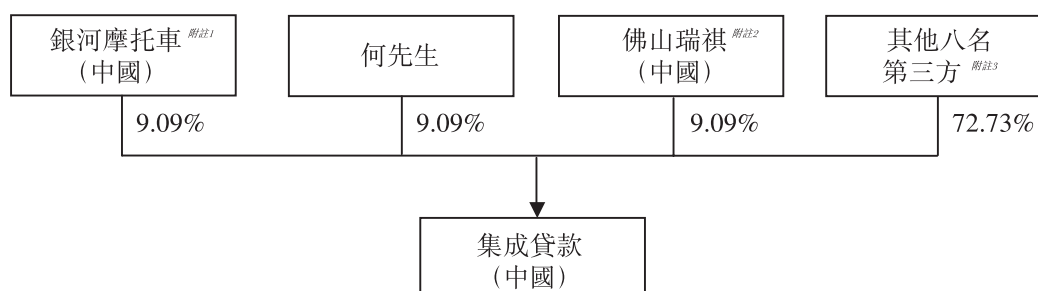 銀河摩托車 附註1
（中國）
何先生
佛山瑞祺 附註2
（中國）
其他八名
第三方 附註3
9.09%
9.09%
9.09%
72.73%
集成貸款
（中國）